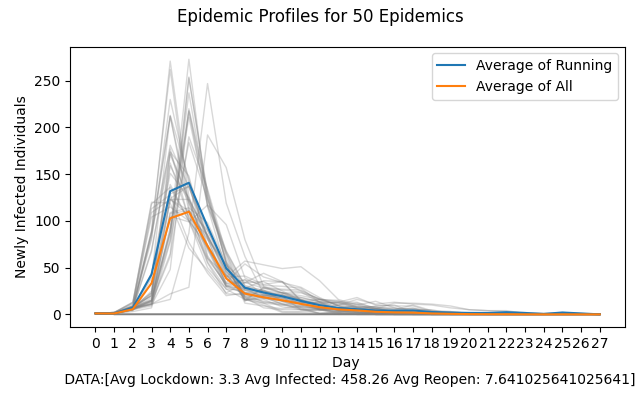 Epidemic Profiles for 50 Epidemics
Average of Running
Average of All
Newly Infected Individuals
250
200
150
100
50
0
0 1 2 3 4 5 6 7 8 9 10 11 12 13 14 15 16 17 18 19 20 21 22 23 24 25 26 27
Day
DATA:[Avg Lockdown: 3.3 Avg Infected: 458.26 Avg Reopen: 7.641025641025641]